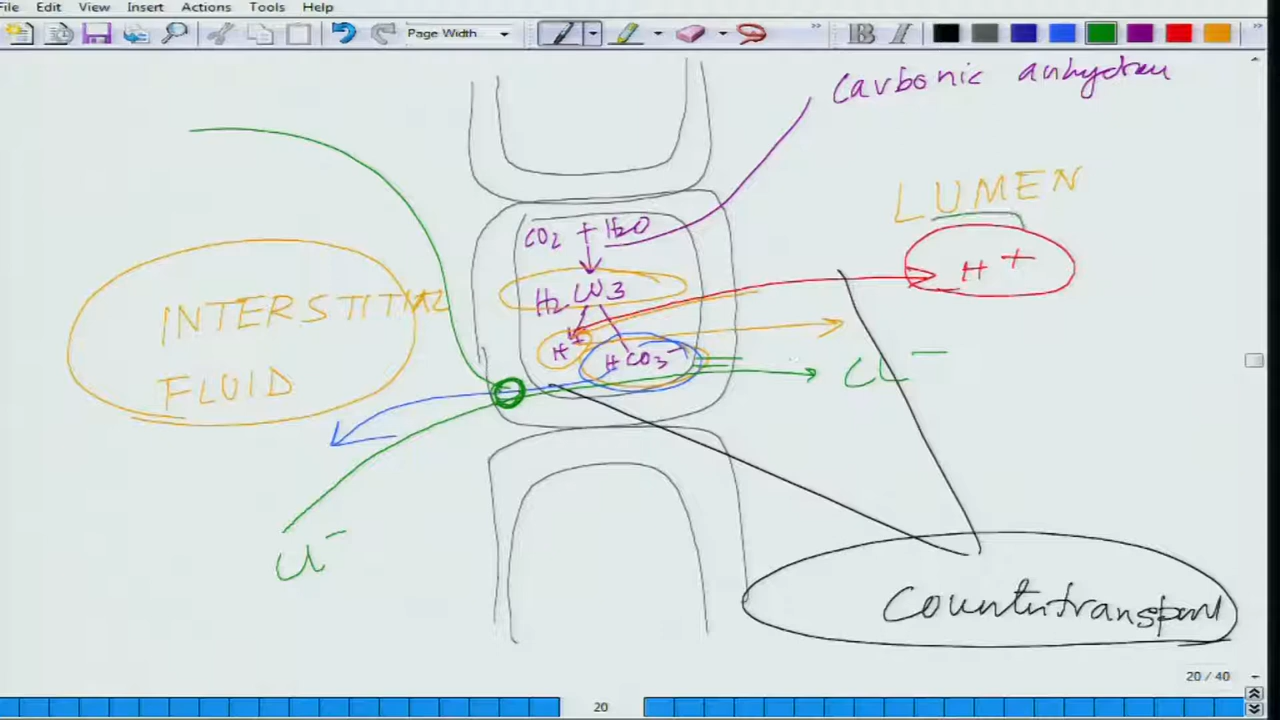 File Edit View Insert Actions Tools Help
Page Width
B I
Carbonic anhydrau
LUMEN
CO2 + H2O
H+
H2CO3
INTERSTITIAL
H+ HCO3-
Cl-
FLUID
Cl-
Countertransport
20 / 40
20